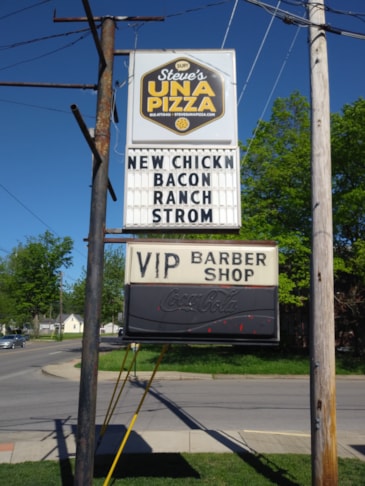 Steve's
UNA
PIZZA
NEW CHICKN
BACON
RANCH
STROM
VIP BARBER
SHOP
Coca-Cola